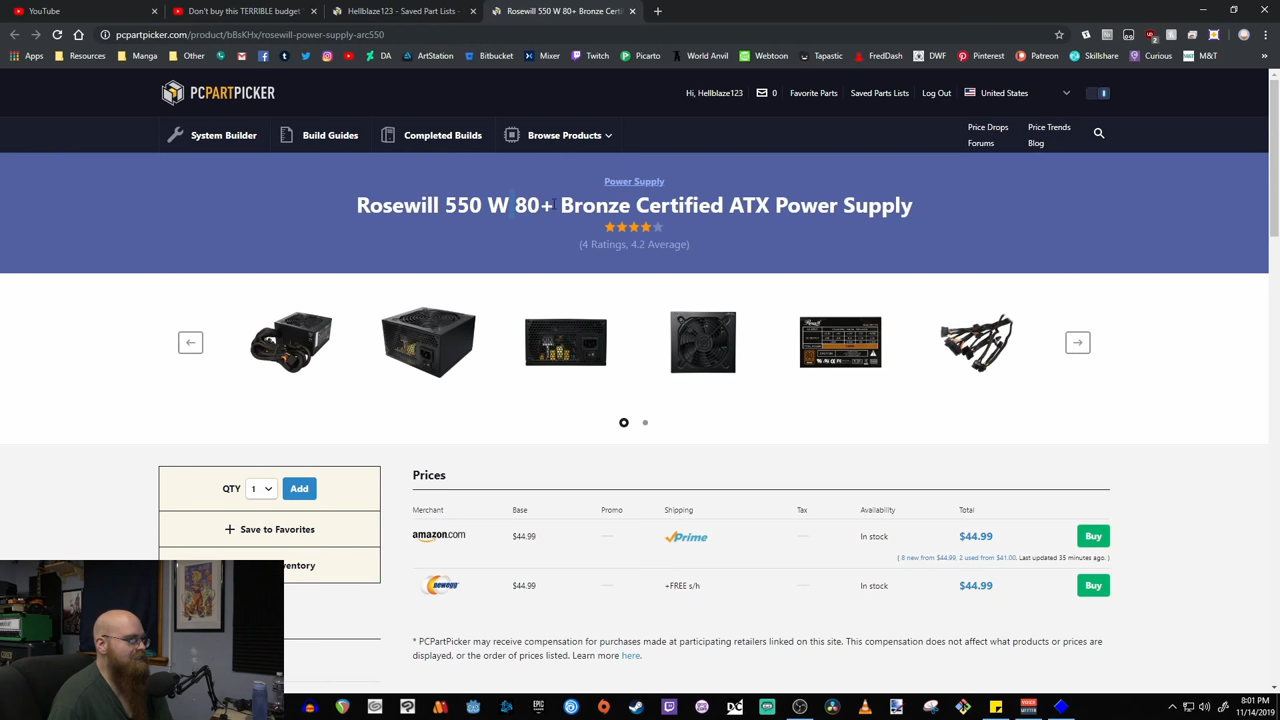 YouTube
Don't buy this TERRIBLE budget
Hellblaze123 – Saved Part Lists –
Rosewill 550 W 80+ Bronze Certi
pcpartpicker.com/product/bBsKHx/rosewill-power-supply-arc550
Apps
Resources
Manga
DA
ArtStation
Bitbucket
Mixer
Twitch
Picarto
World Anvil
Webtoon
Tapastic
FredDash
DWF
Pinterest
Patreon
Skillshare
Curious
M&T
PCPARTPICKER
Hi, Hellblaze123
0
Favorite Parts
Saved Parts Lists
Log Out
United States
System Builder
Build Guides
Completed Builds
Browse Products
Price Drops
Price Trends
Forums
Blog
Power Supply
Rosewill 550 W 80+ Bronze Certified ATX Power Supply
(4 Ratings, 4.2 Average)
QTY 1 Add
+ Save to Favorites
ventory
Prices
Merchant Base Promo Shipping Tax Availability Total
amazon.com $44.99 — Prime — In stock $44.99 Buy
( 8 new from $44.99, 2 used from $41.00. Last updated 35 minutes ago. )
newegg $44.99 — +FREE s/h — In stock $44.99 Buy
* PCPartPicker may receive compensation for purchases made at participating retailers linked on this site. This compensation does not affect what products or prices are
displayed, or the order of prices listed. Learn more here.
8:01 PM
11/14/2019